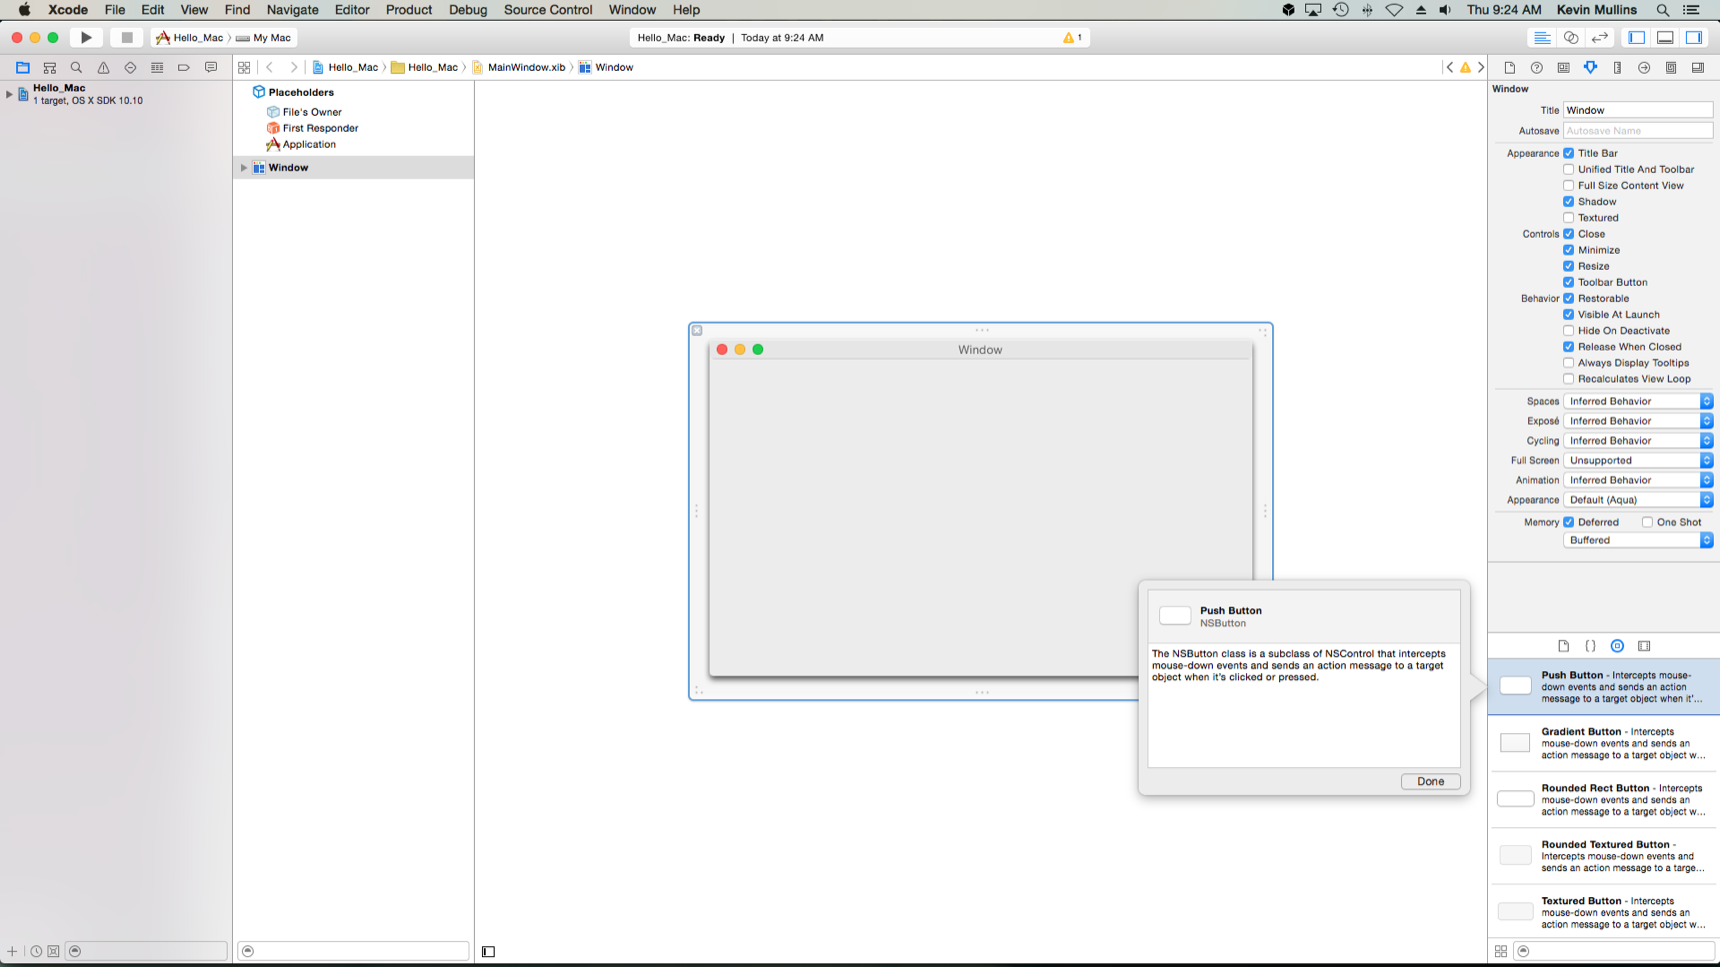 Xcode File Edit View Find Navigate Editor Product Debug Source Control Window Help
Thu 9:24 AM Kevin Mullins
Hello_Mac My Mac
Hello_Mac: Ready | Today at 9:24 AM
1
Hello_Mac
1 target, OS X SDK 10.10
Hello_Mac Hello_Mac MainWindow.xib Window
Placeholders
File's Owner
First Responder
Application
Window
Window
Push Button
NSButton
The NSButton class is a subclass of NSControl that intercepts
mouse-down events and sends an action message to a target
object when it's clicked or pressed.
Done
Window
Title Window
Autosave Autosave Name
Appearance Title Bar
Unified Title And Toolbar
Full Size Content View
Shadow
Textured
Controls Close
Minimize
Resize
Toolbar Button
Behavior Restorable
Visible At Launch
Hide On Deactivate
Release When Closed
Always Display Tooltips
Recalculates View Loop
Spaces Inferred Behavior
Exposé Inferred Behavior
Cycling Inferred Behavior
Full Screen Unsupported
Animation Inferred Behavior
Appearance Default (Aqua)
Memory Deferred One Shot
Buffered
Push Button - Intercepts mouse-
down events and sends an action
message to a target object when it'...
Gradient Button - Intercepts
mouse-down events and sends an
action message to a target object w...
Rounded Rect Button - Intercepts
mouse-down events and sends an
action message to a target object w...
Rounded Textured Button -
Intercepts mouse-down events and
sends an action message to a targe...
Textured Button - Intercepts
mouse-down events and sends an
action message to a target object w...